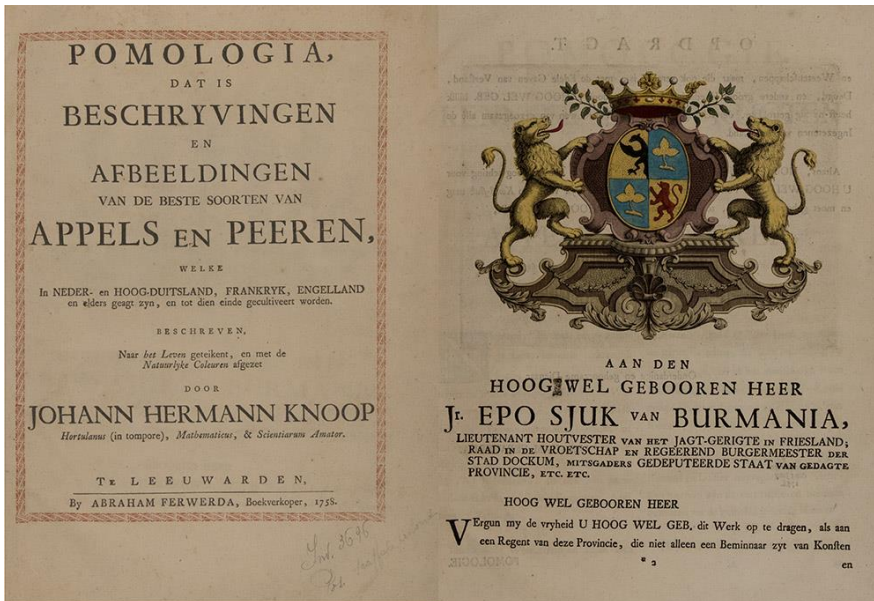 POMOLOGIA,
DAT IS
BESCHRYVINGEN
EN
AFBEELDINGEN
VAN DE BESTE SOORTEN VAN
APPELS EN PEEREN,
WELKE
In NEDER- en HOOG-DUITSLAND, FRANKRYK, ENGELLAND
en elders geagt zyn, en tot dien einde gecultiveert worden.
BESCHREVEN,
Naar het Leven geteikent, en met de
Natuurlyke Coleuren afgezet
DOOR
JOHANN HERMANN KNOOP
Hortulanus (in tompore), Mathematicus, & Scientiarum Amator.
TE LEEUWARDEN,
By ABRAHAM FERWERDA, Boekverkoper, 1758.
Inv. 3696
OPDRAGT.
AAN DEN
HOOG WEL GEBOOREN HEER
Jr. EPO SJUK VAN BURMANIA,
LIEUTENANT HOUTVESTER VAN HET JAGT-GERIGTE IN FRIESLAND;
RAAD IN DE VROETSCHAP EN REGEEREND BURGERMEESTER DER
STAD DOCKUM, MITSGADERS GEDEPUTEERDE STAAT VAN GEDAGTE
PROVINCIE, ETC. ETC.
HOOG WEL GEBOOREN HEER
VErgun my de vryheid U HOOG WEL GEB. dit Werk op te dragen, als aan
een Regent van deze Provincie, die niet alleen een Beminnaar zyt van Konsten
POMOLOGIE.
en